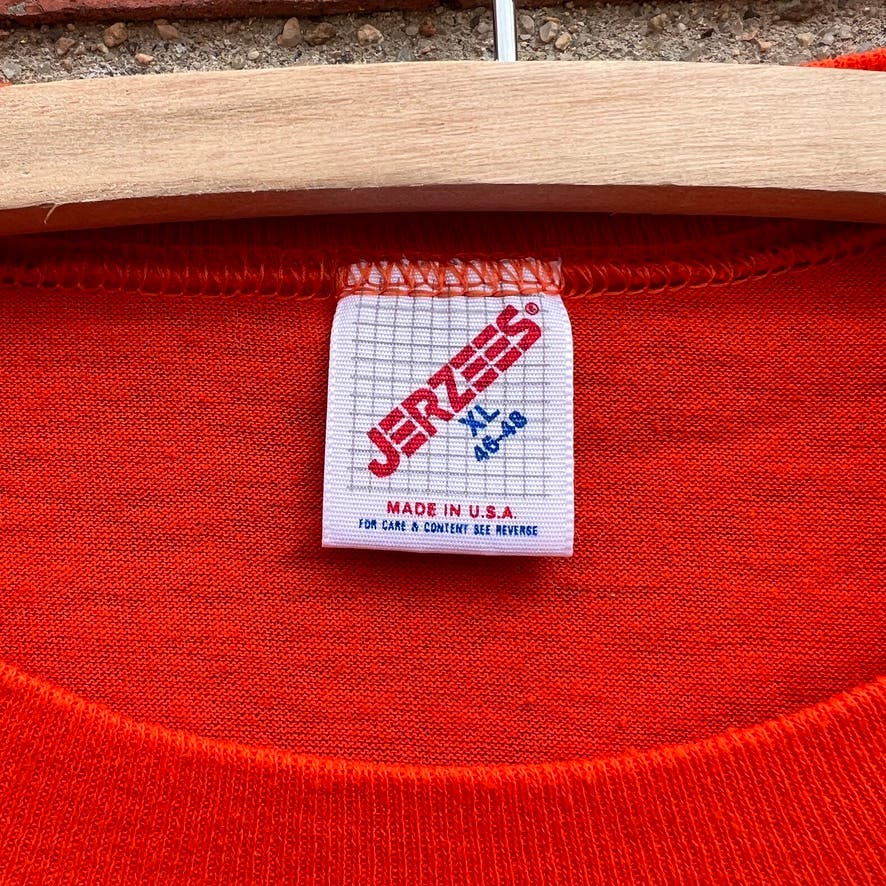 JERZEES®
XL
46-48
MADE IN U.S.A.
FOR CARE & CONTENT SEE REVERSE